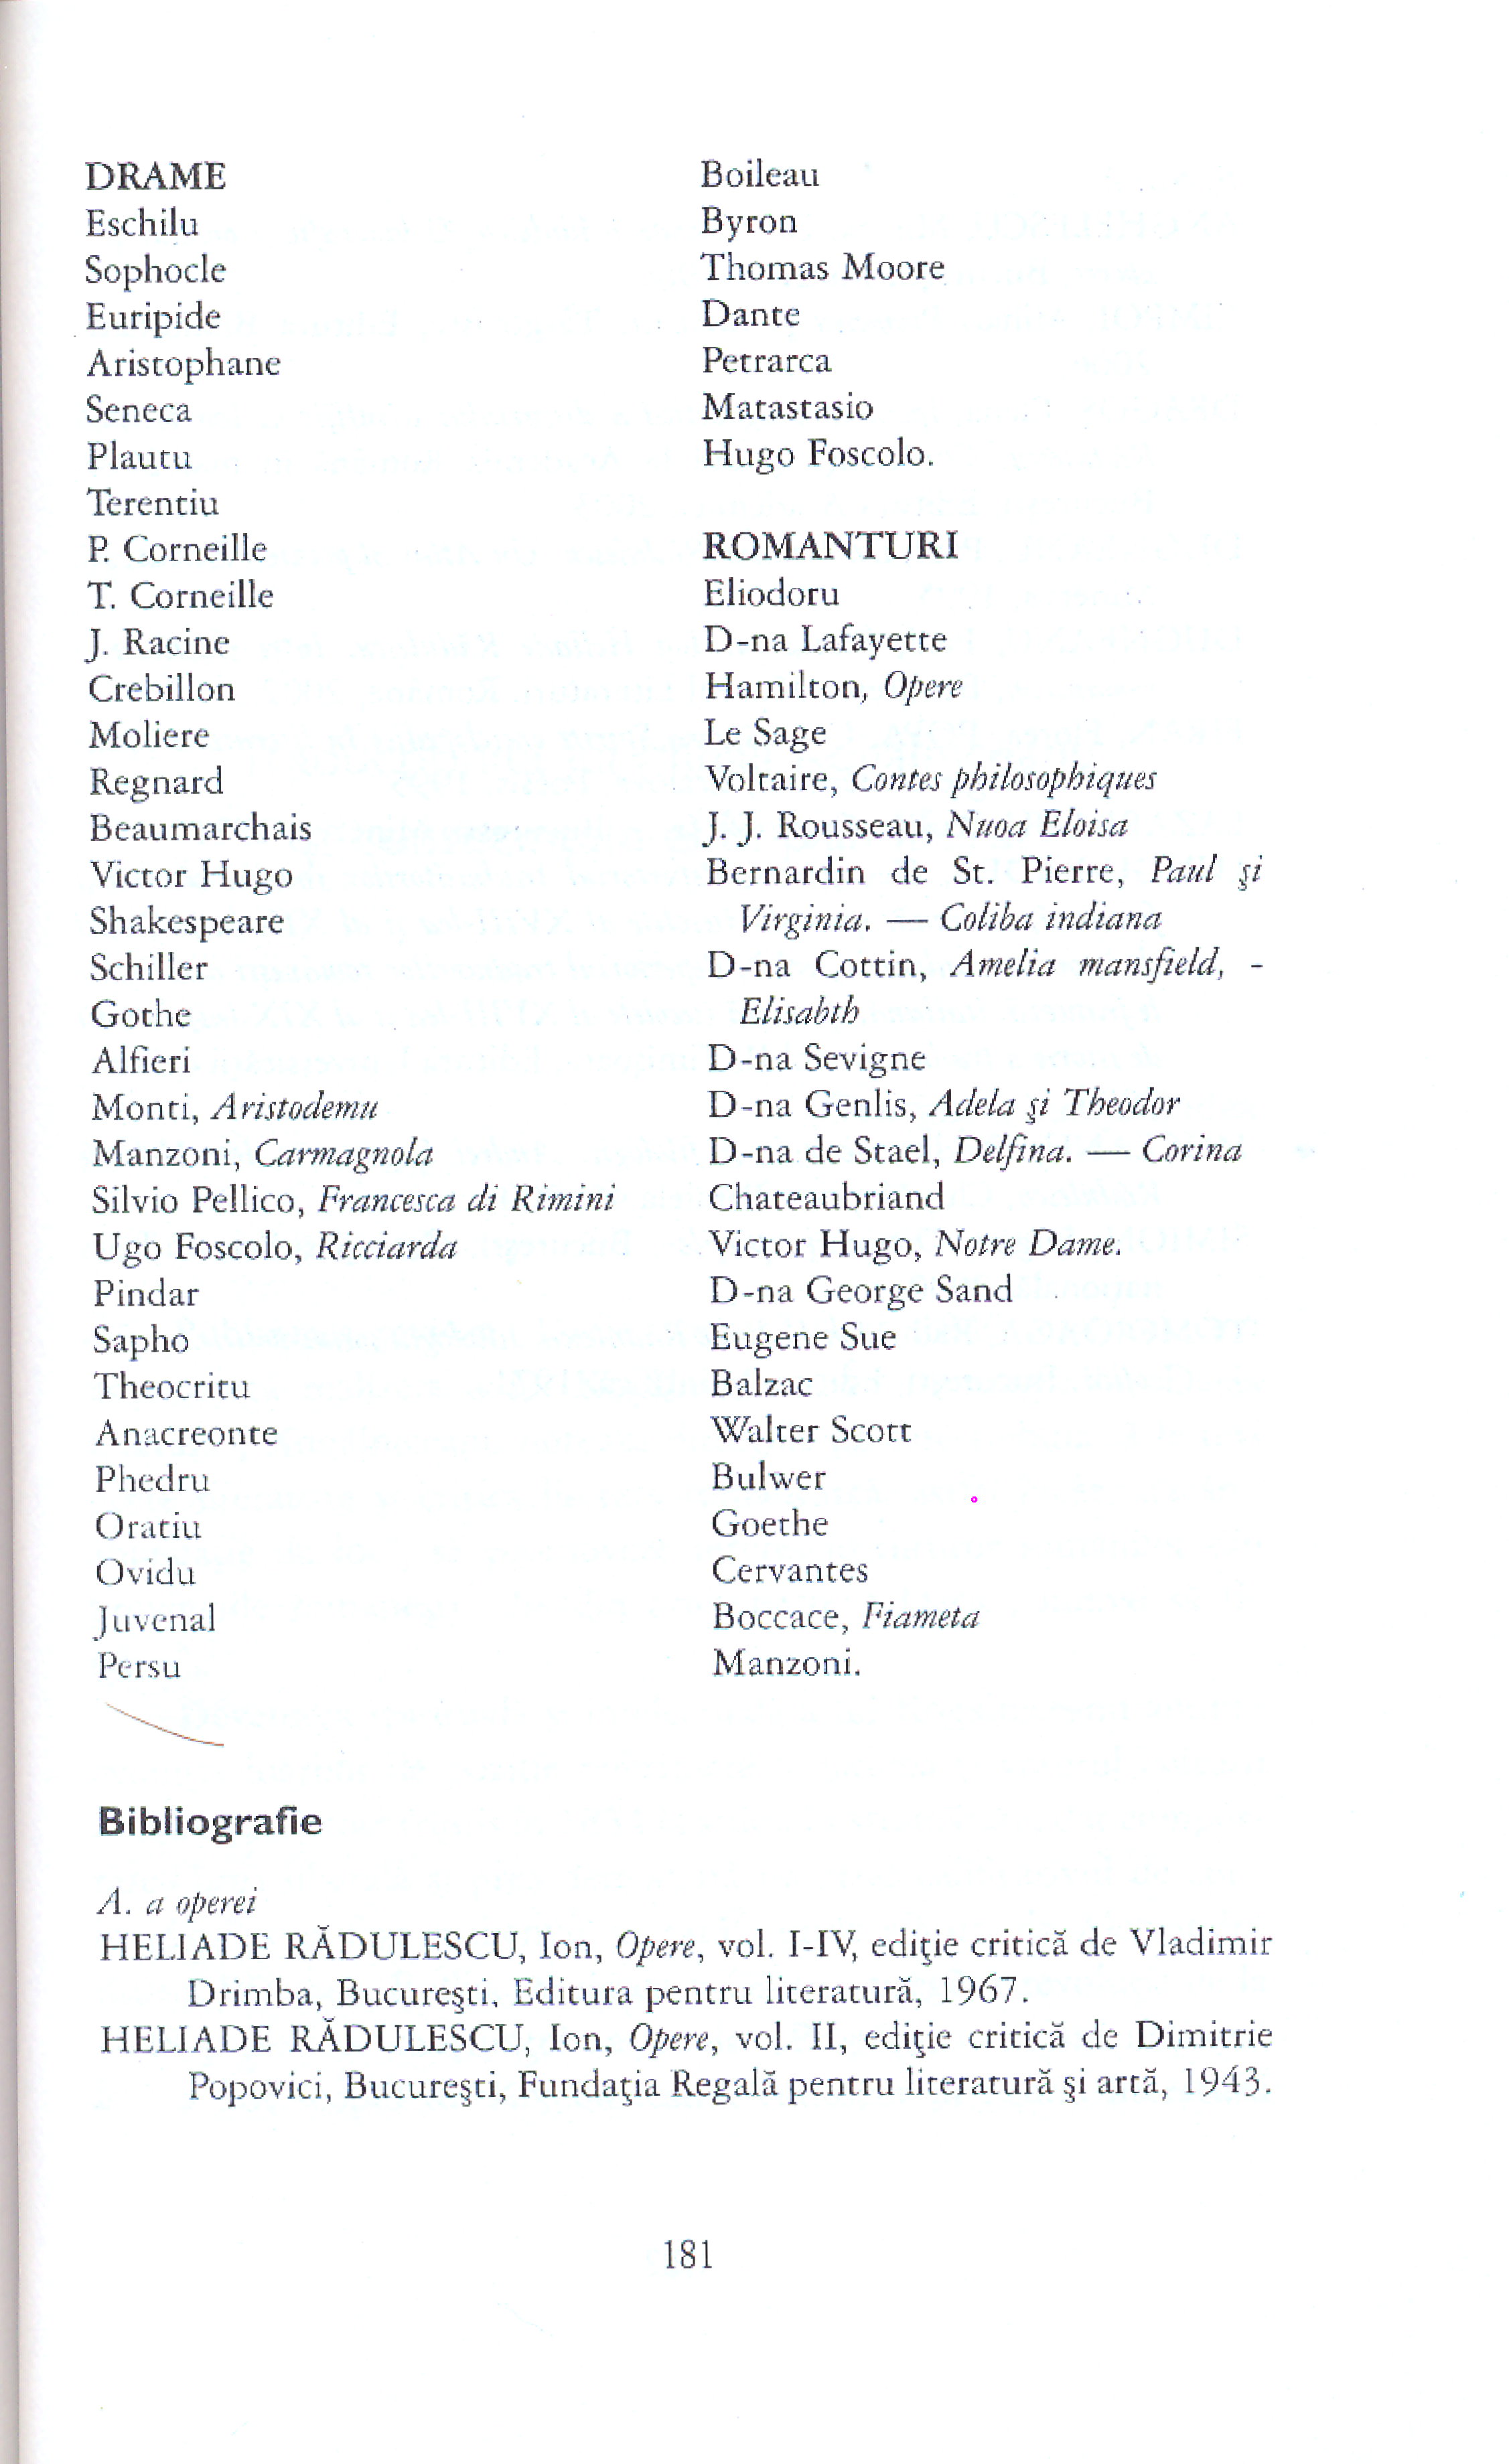 DRAME
Eschilu
Sophocle
Euripide
Aristophane
Seneca
Plautu
Terentiu
P. Corneille
T. Corneille
J. Racine
Crebillon
Moliere
Regnard
Beaumarchais
Victor Hugo
Shakespeare
Schiller
Gothe
Alfieri
Monti, Aristodemu
Manzoni, Carmagnola
Silvio Pellico, Francesca di Rimini
Ugo Foscolo, Ricciarda
Pindar
Sapho
Theocritu
Anacreonte
Phedru
Oratiu
Ovidu
Juvenal
Persu
Boileau
Byron
Thomas Moore
Dante
Petrarca
Matastasio
Hugo Foscolo.
ROMANTURI
Eliodoru
D-na Lafayette
Hamilton, Opere
Le Sage
Voltaire, Contes philosophiques
J. J. Rousseau, Nuoa Eloisa
Bernardin de St. Pierre, Paul şi
Virginia. — Coliba indiana
D-na Cottin, Amelia mansfield, -
Elisabth
D-na Sevigne
D-na Genlis, Adela şi Theodor
D-na de Stael, Delfina. — Corina
Chateaubriand
Victor Hugo, Notre Dame.
D-na George Sand
Eugene Sue
Balzac
Walter Scott
Bulwer
Goethe
Cervantes
Boccace, Fiameta
Manzoni.
Bibliografie
A. a operei
HELIADE RĂDULESCU, Ion, Opere, vol. I-IV, ediţie critică de Vladimir
Drimba, Bucureşti, Editura pentru literatură, 1967.
HELIADE RĂDULESCU, Ion, Opere, vol. II, ediţie critică de Dimitrie
Popovici, Bucureşti, Fundaţia Regală pentru literatură şi artă, 1943.
181